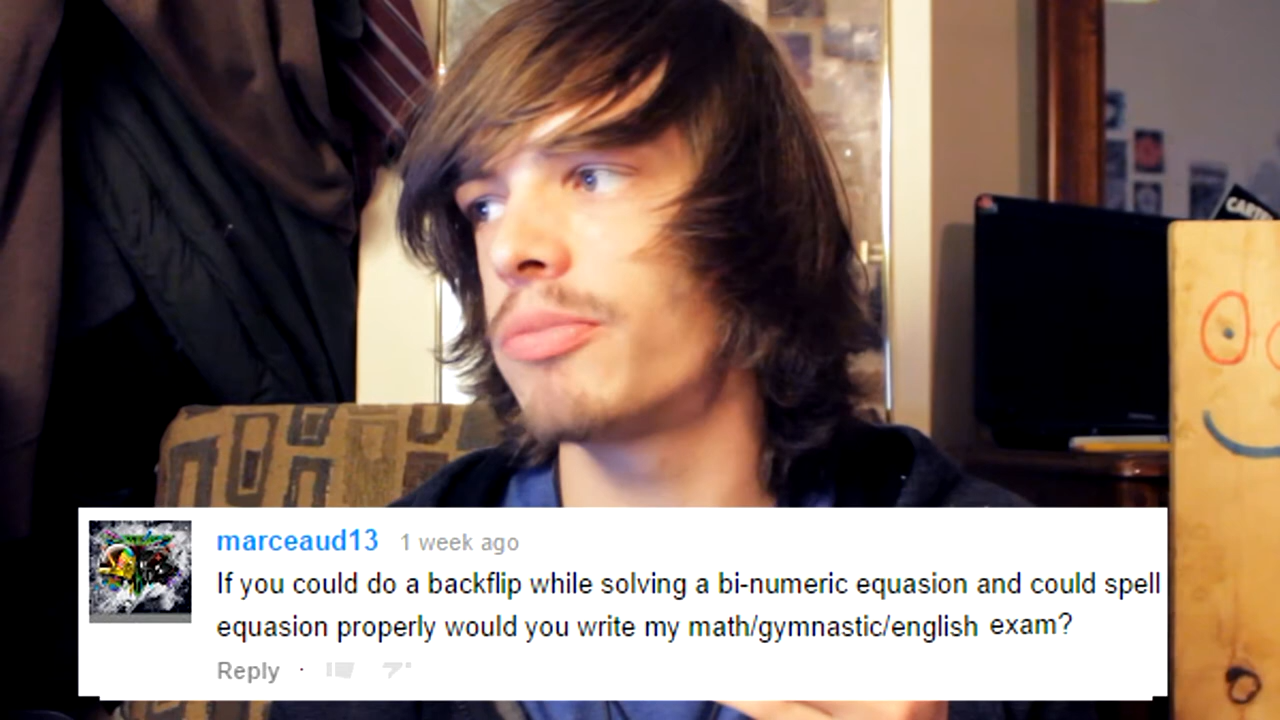 CARTE
marceaud13 1 week ago
If you could do a backflip while solving a bi-numeric equasion and could spell
equasion properly would you write my math/gymnastic/english exam?
Reply ·